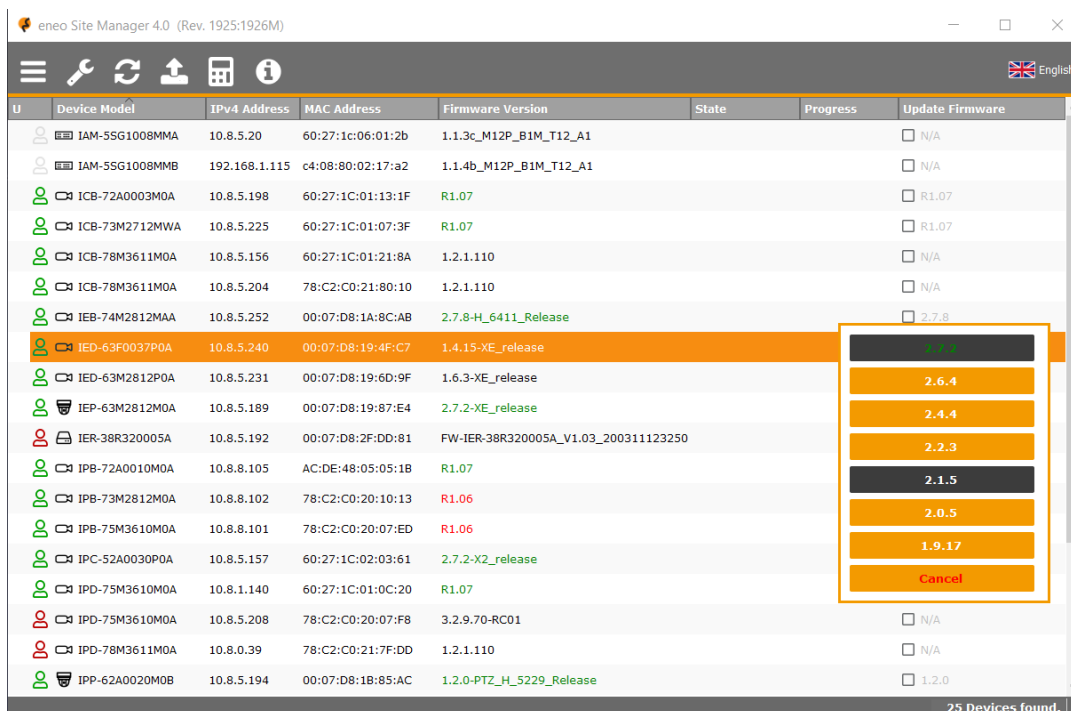 eneo Site Manager 4.0 (Rev. 1925:1926M)
English
U Device Model IPv4 Address MAC Address Firmware Version State Progress Update Firmware
IAM-5SG1008MMA 10.8.5.20 60:27:1c:06:01:2b 1.1.3c_M12P_B1M_T12_A1 N/A
IAM-5SG1008MMB 192.168.1.115 c4:08:80:02:17:a2 1.1.4b_M12P_B1M_T12_A1 N/A
ICB-72A0003M0A 10.8.5.198 60:27:1C:01:13:1F R1.07 R1.07
ICB-73M2712MWA 10.8.5.225 60:27:1C:01:07:3F R1.07 R1.07
ICB-78M3611M0A 10.8.5.156 60:27:1C:01:21:8A 1.2.1.110 N/A
ICB-78M3611M0A 10.8.5.204 78:C2:C0:21:80:10 1.2.1.110 N/A
IEB-74M2812MAA 10.8.5.252 00:07:D8:1A:8C:AB 2.7.8-H_6411_Release 2.7.8
IED-63F0037P0A 10.8.5.240 00:07:D8:19:4F:C7 1.4.15-XE_release 2.7.2
IED-63M2812P0A 10.8.5.231 00:07:D8:19:6D:9F 1.6.3-XE_release 2.6.4
IEP-63M2812M0A 10.8.5.189 00:07:D8:19:87:E4 2.7.2-XE_release 2.4.4
IER-38R320005A 10.8.5.192 00:07:D8:2F:DD:81 FW-IER-38R320005A_V1.03_200311123250 2.2.3
IPB-72A0010M0A 10.8.8.105 AC:DE:48:05:05:1B R1.07 2.1.5
IPB-73M2812M0A 10.8.8.102 78:C2:C0:20:10:13 R1.06 2.0.5
IPB-75M3610M0A 10.8.8.101 78:C2:C0:20:07:ED R1.06 1.9.17
IPC-52A0030P0A 10.8.5.157 60:27:1C:02:03:61 2.7.2-X2_release Cancel
IPD-75M3610M0A 10.8.1.140 60:27:1C:01:0C:20 R1.07
IPD-75M3610M0A 10.8.5.208 78:C2:C0:20:07:F8 3.2.9.70-RC01 N/A
IPD-78M3611M0A 10.8.0.39 78:C2:C0:21:7F:DD 1.2.1.110 N/A
IPP-62A0020M0B 10.8.5.194 00:07:D8:1B:85:AC 1.2.0-PTZ_H_5229_Release 1.2.0
25 Devices found.